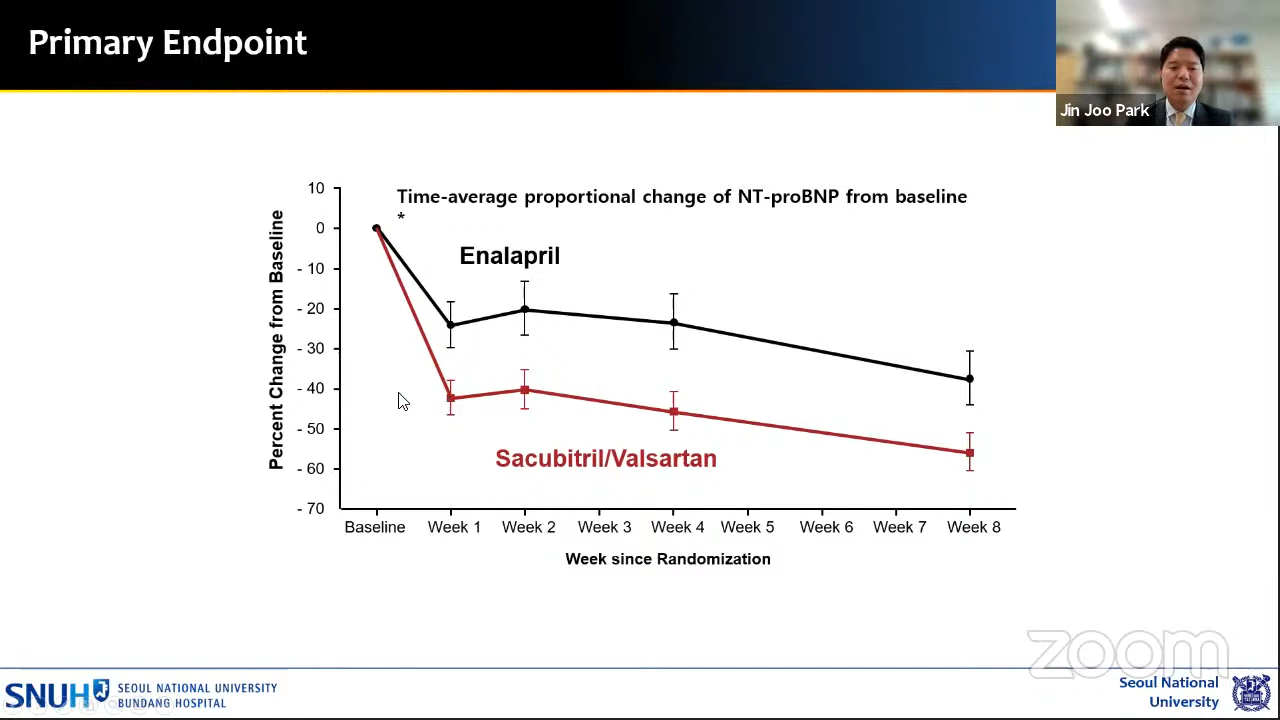 Primary Endpoint
Jin Joo Park
Time-average proportional change of NT-proBNP from baseline
*
Percent Change from Baseline
10
0
- 10
- 20
- 30
- 40
- 50
- 60
- 70
Enalapril
Sacubitril/Valsartan
Baseline Week 1 Week 2 Week 3 Week 4 Week 5 Week 6 Week 7 Week 8
Week since Randomization
zoom
SNUH
SEOUL NATIONAL UNIVERSITY
BUNDANG HOSPITAL
Seoul National
University